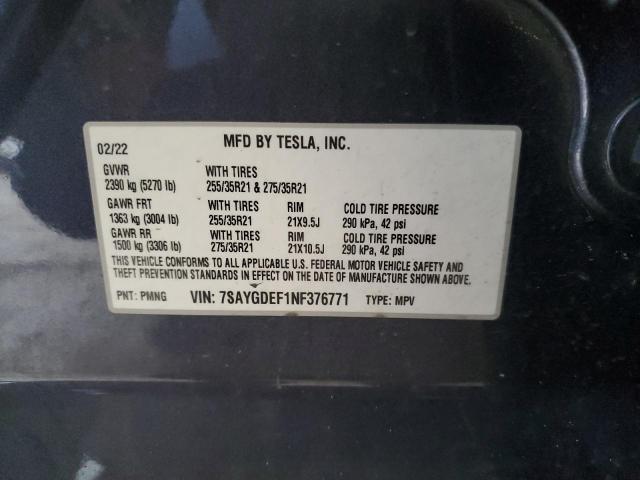 MFD BY TESLA, INC.
02/22
GVWR WITH TIRES
2390 kg (5270 lb) 255/35R21 & 275/35R21
GAWR FRT WITH TIRES RIM COLD TIRE PRESSURE
1363 kg (3004 lb) 255/35R21 21X9.5J 290 kPa, 42 psi
GAWR RR WITH TIRES RIM COLD TIRE PRESSURE
1500 kg (3306 lb) 275/35R21 21X10.5J 290 kPa, 42 psi
THIS VEHICLE CONFORMS TO ALL APPLICABLE U.S. FEDERAL MOTOR VEHICLE SAFETY AND
THEFT PREVENTION STANDARDS IN EFFECT ON THE DATE OF MANUFACTURE SHOWN ABOVE.
PNT: PMNG VIN: 7SAYGDEF1NF376771 TYPE: MPV